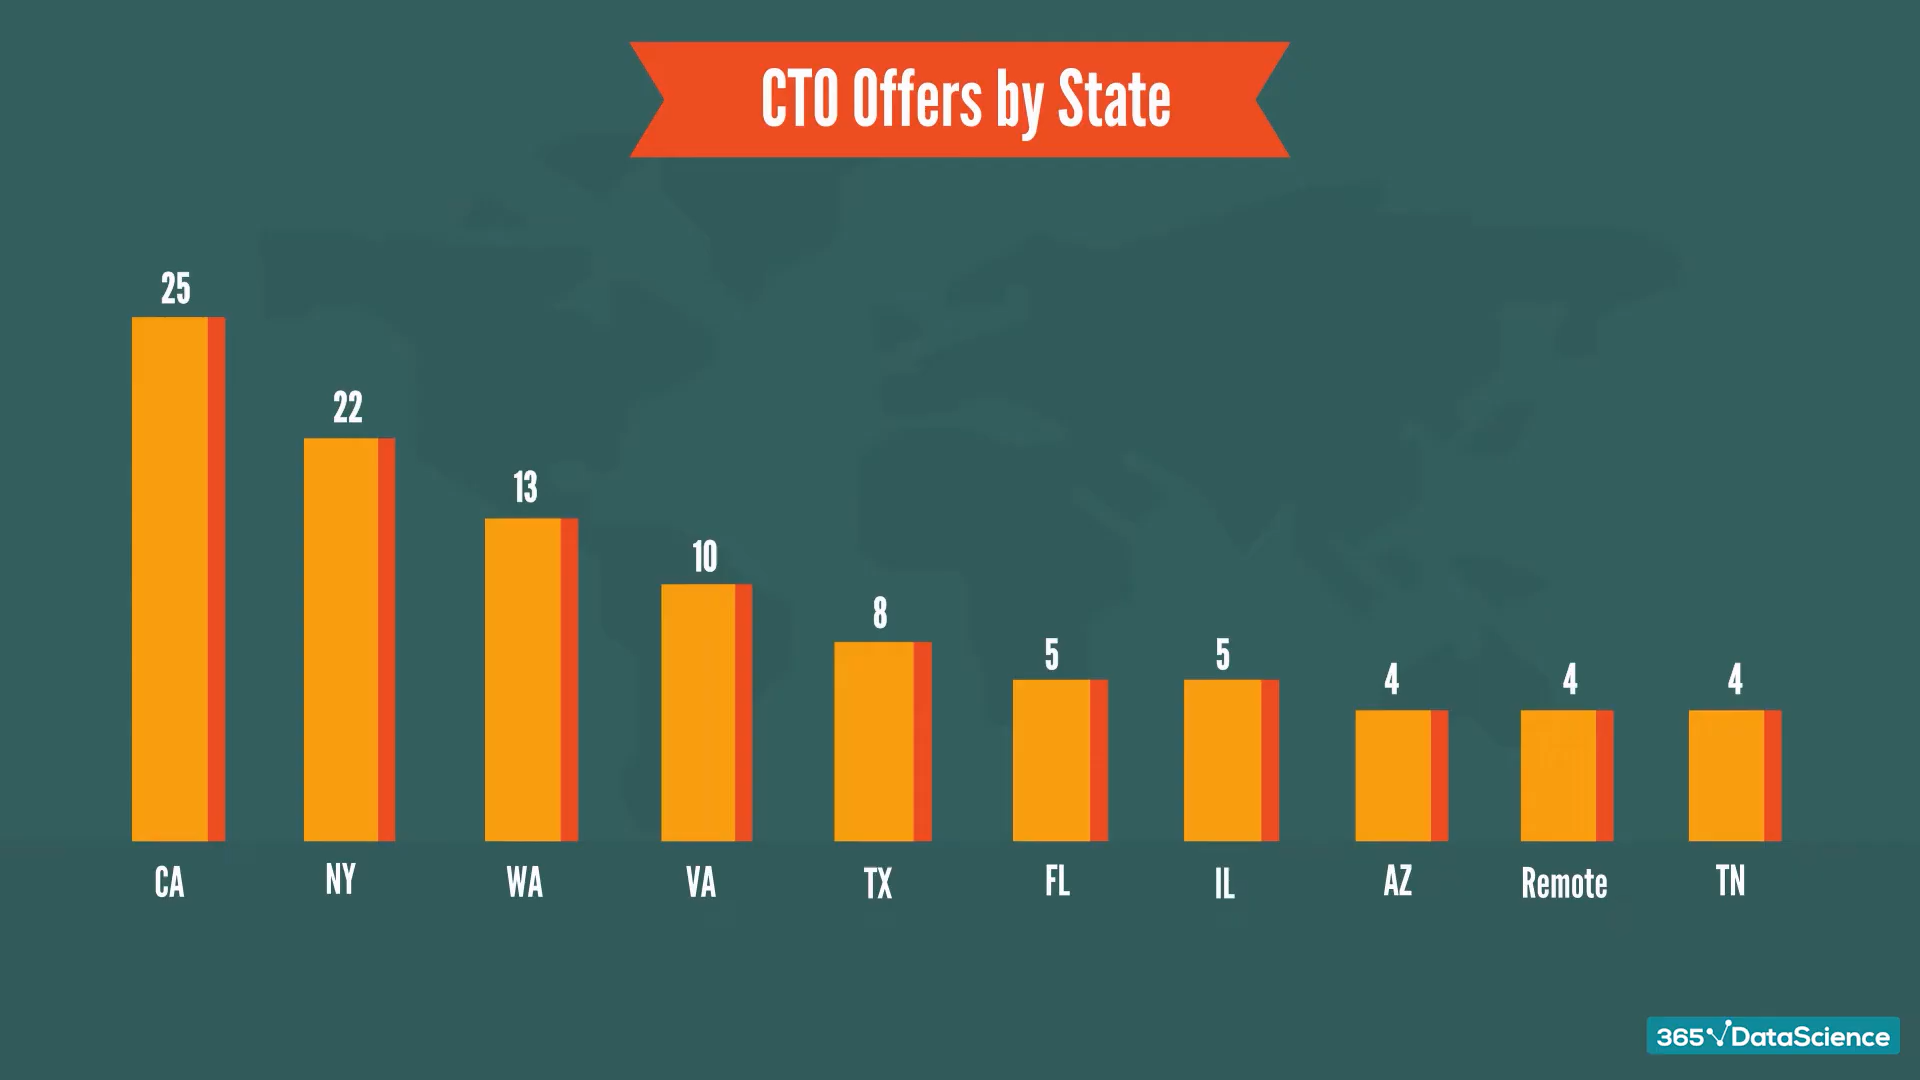 CTO Offers by State
25
22
13
10
8
5
5
4
4
4
CA
NY
WA
VA
TX
FL
IL
AZ
Remote
TN
365 DataScience